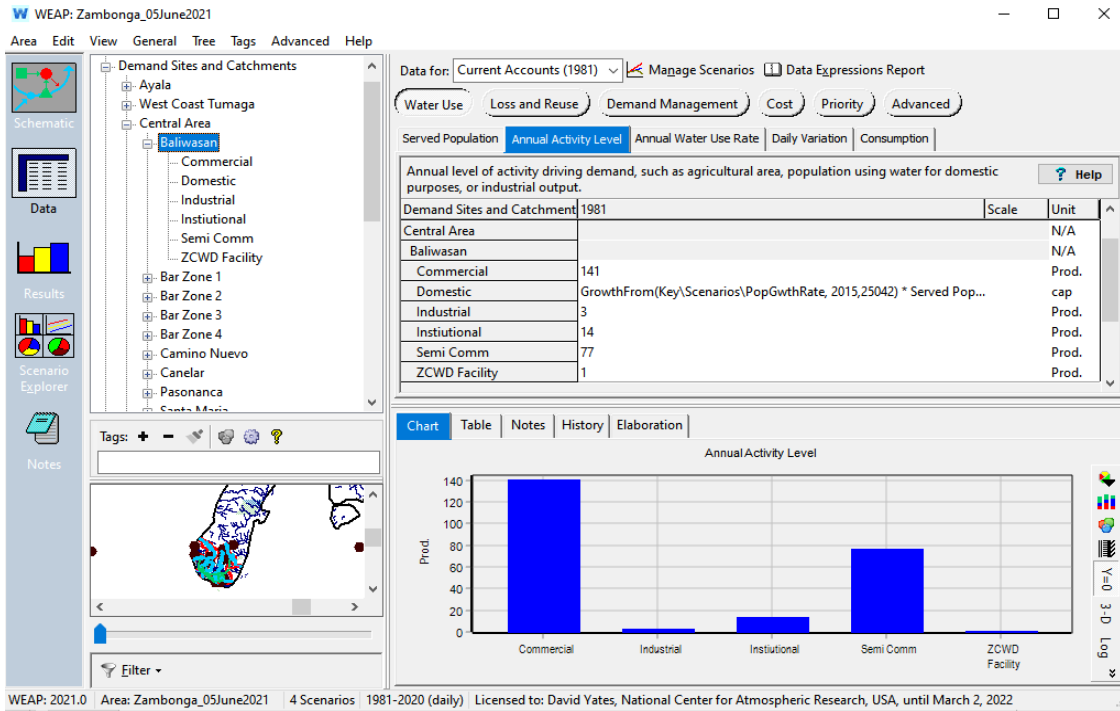 WEAP: Zambonga_05June2021
Area Edit View General Tree Tags Advanced Help
Schematic
Data
Results
Scenario
Explorer
Notes
Demand Sites and Catchments
Ayala
West Coast Tumaga
Central Area
Baliwasan
Commercial
Domestic
Industrial
Instiutional
Semi Comm
ZCWD Facility
Bar Zone 1
Bar Zone 2
Bar Zone 3
Bar Zone 4
Camino Nuevo
Canelar
Pasonanca
Santa Maria
Tags:
Filter
Data for: Current Accounts (1981) Manage Scenarios Data Expressions Report
Water Use Loss and Reuse Demand Management Cost Priority Advanced
Served Population Annual Activity Level Annual Water Use Rate Daily Variation Consumption
Annual level of activity driving demand, such as agricultural area, population using water for domestic
purposes, or industrial output.
? Help
Demand Sites and Catchment 1981 Scale Unit
Central Area N/A
Baliwasan N/A
Commercial 141 Prod.
Domestic GrowthFrom(Key\Scenarios\PopGwthRate, 2015,25042) * Served Pop... cap
Industrial 3 Prod.
Instiutional 14 Prod.
Semi Comm 77 Prod.
ZCWD Facility 1 Prod.
Chart Table Notes History Elaboration
Annual Activity Level
Prod.
140
120
100
80
60
40
20
0
Commercial Industrial Instiutional Semi Comm ZCWD
Facility
Y=0
3-D
Log
WEAP: 2021.0 Area: Zambonga_05June2021 4 Scenarios 1981-2020 (daily) Licensed to: David Yates, National Center for Atmospheric Research, USA, until March 2, 2022